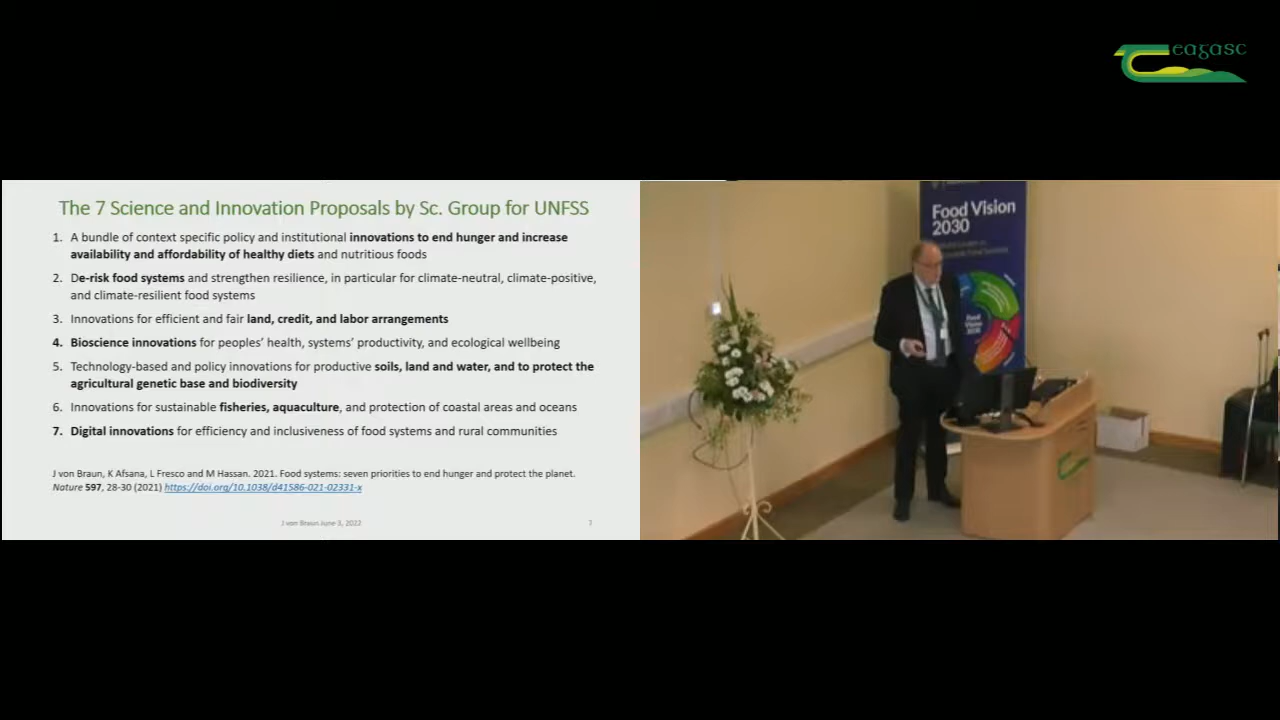 eagasc
The 7 Science and Innovation Proposals by Sc. Group for UNFSS
1. A bundle of context specific policy and institutional innovations to end hunger and increase
availability and affordability of healthy diets and nutritious foods
2. De-risk food systems and strengthen resilience, in particular for climate-neutral, climate-positive,
and climate-resilient food systems
3. Innovations for efficient and fair land, credit, and labor arrangements
4. Bioscience innovations for peoples' health, systems' productivity, and ecological wellbeing
5. Technology-based and policy innovations for productive soils, land and water, and to protect the
agricultural genetic base and biodiversity
6. Innovations for sustainable fisheries, aquaculture, and protection of coastal areas and oceans
7. Digital innovations for efficiency and inclusiveness of food systems and rural communities
J von Braun, K Afsana, L Fresco and M Hassan. 2021. Food systems: seven priorities to end hunger and protect the planet.
Nature 597, 28-30 (2021) https://doi.org/10.1038/d41586-021-02331-x
J von Braun June 3, 2022
7
Food Vision
2030
Food
Vision
2030